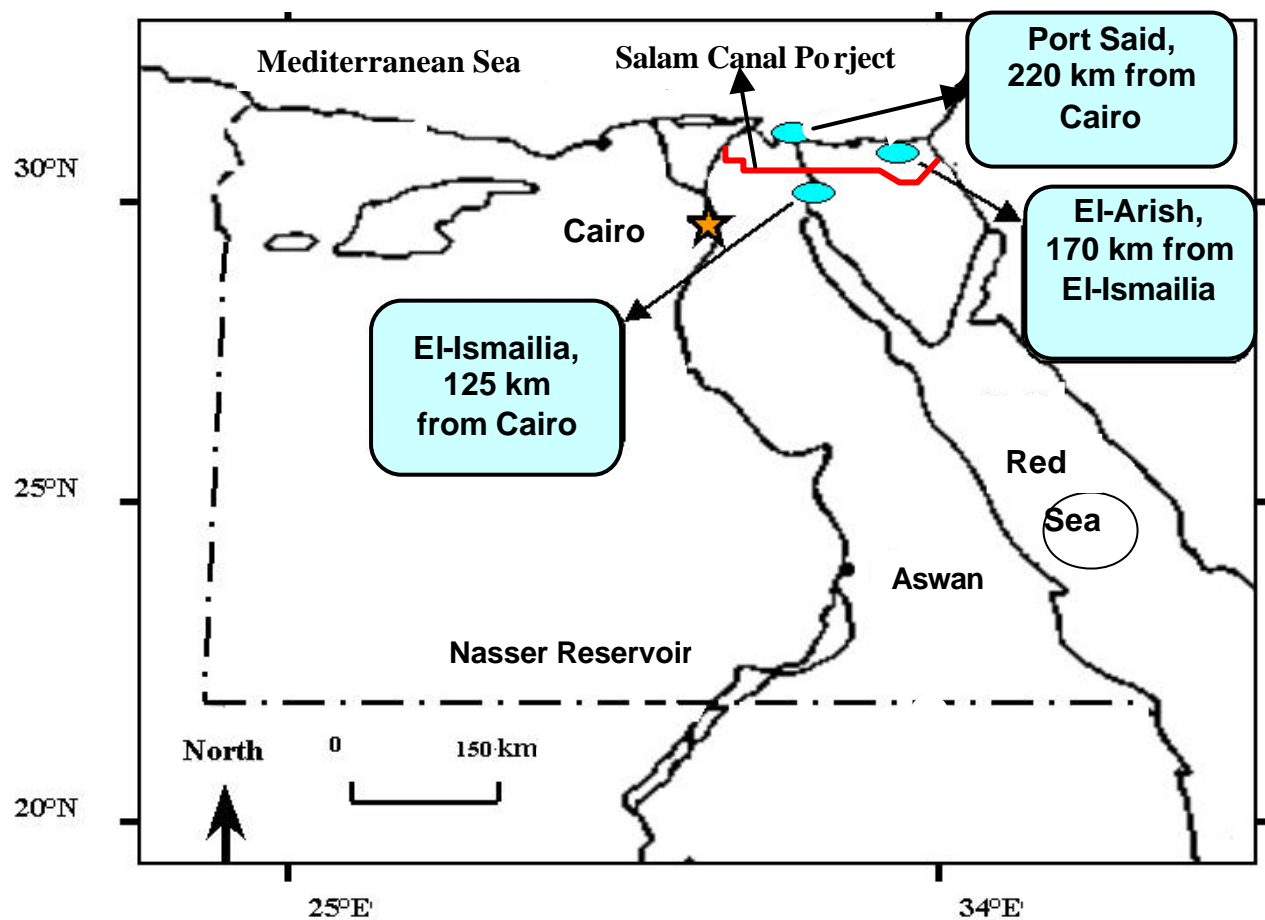 Mediterranean Sea
Salam Canal Porject
Port Said,
220 km from
Cairo
30°N
Cairo
El-Arish,
170 km from
El-Ismailia
El-Ismailia,
125 km
from Cairo
Red
Sea
25°N
Aswan
Nasser Reservoir
North
0
150 km
20°N
25°E
34°E